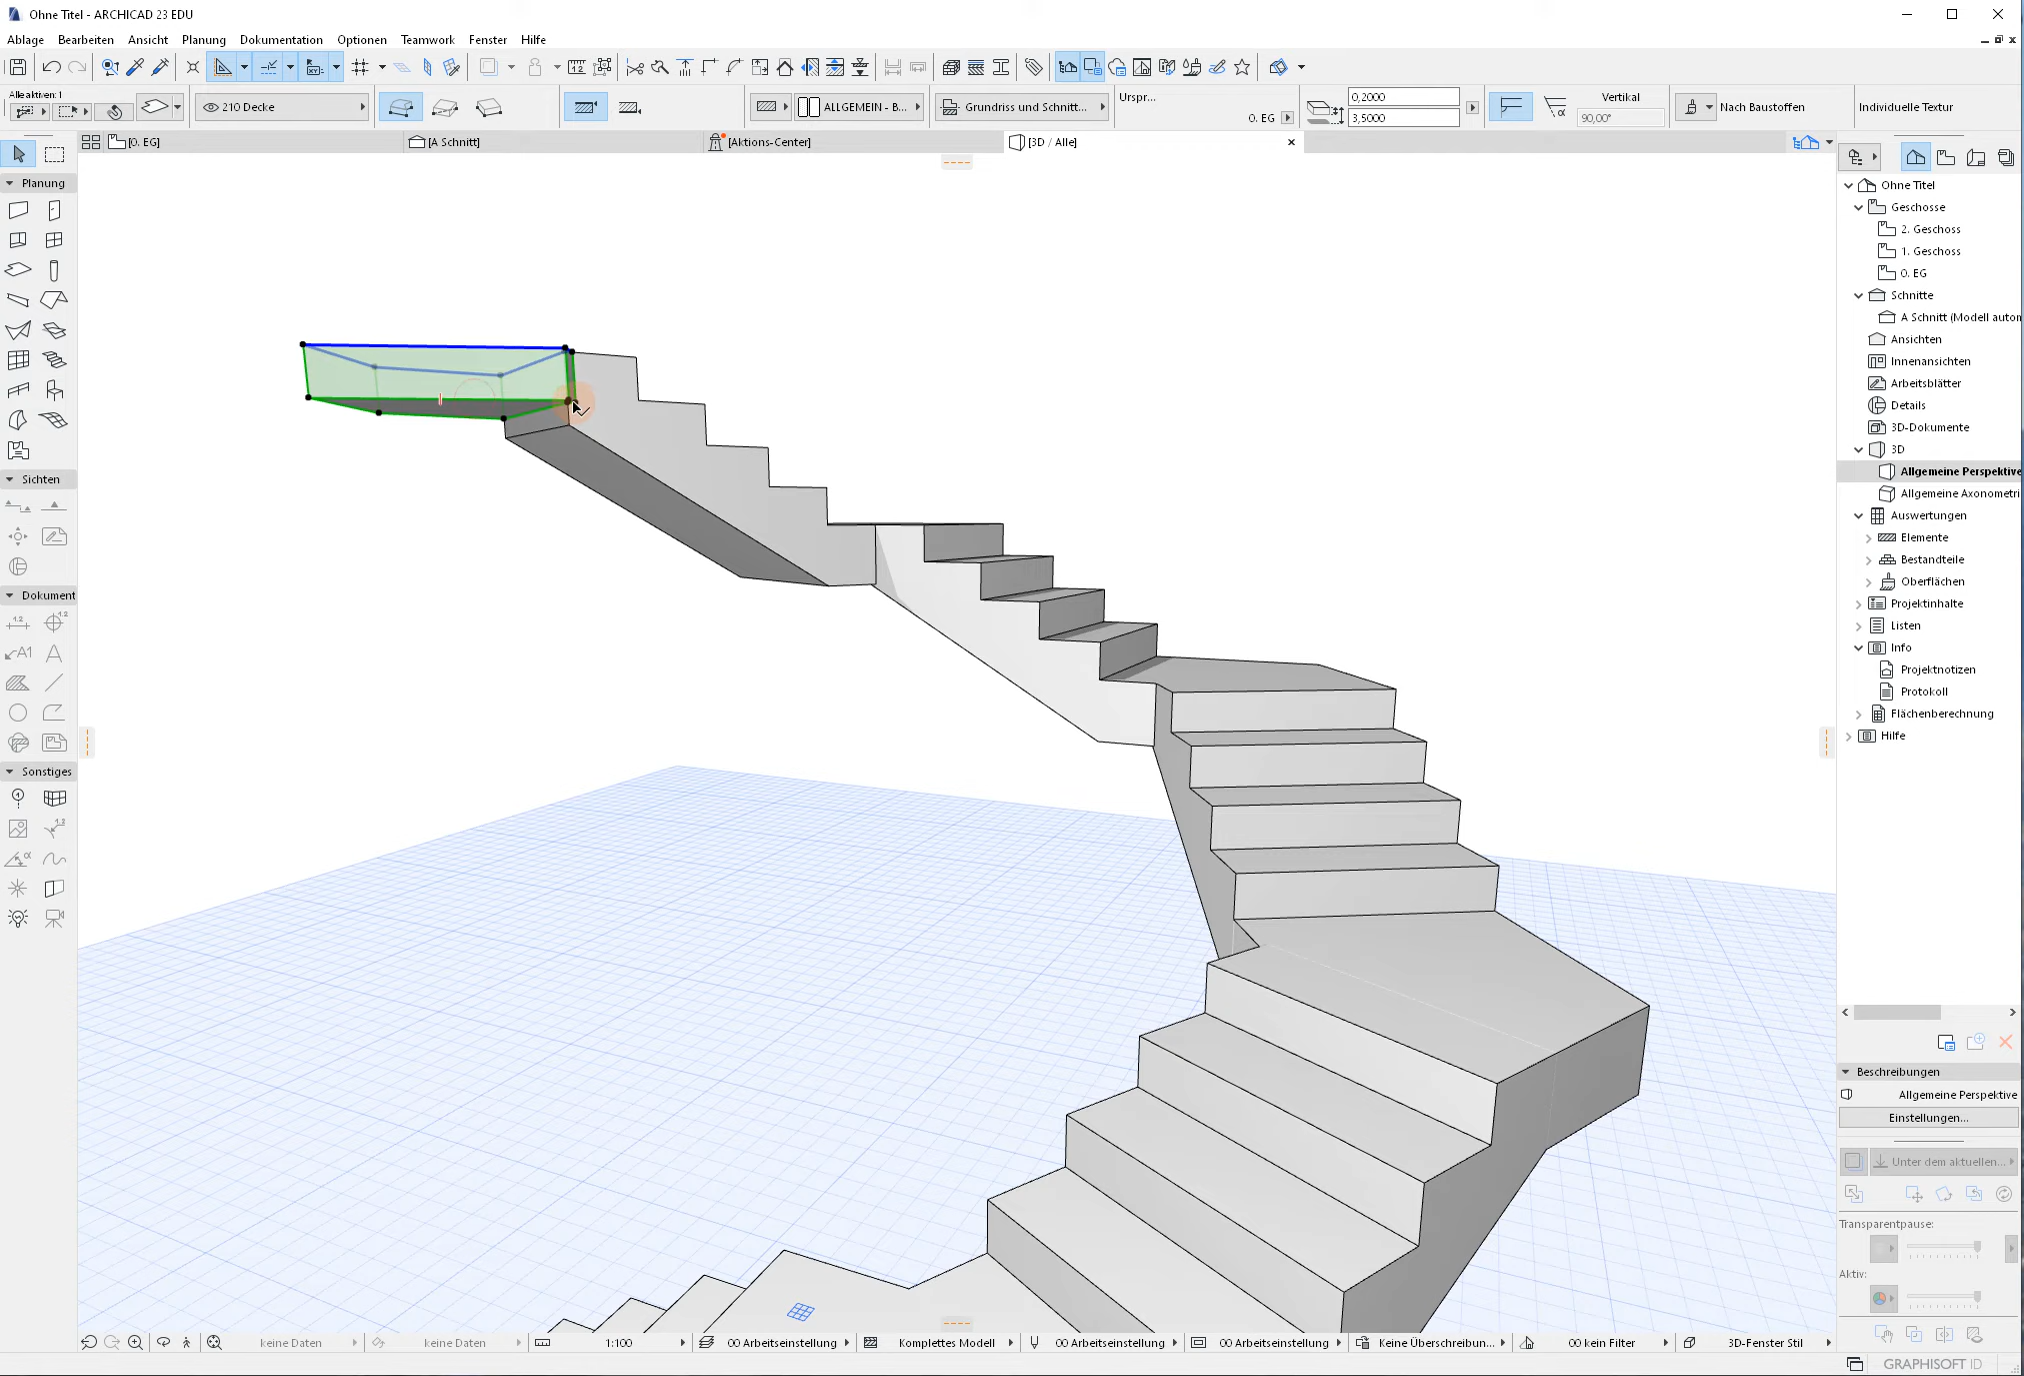 Ohne Titel - ARCHICAD 23 EDU
Ablage Bearbeiten Ansicht Planung Dokumentation Optionen Teamwork Fenster Hilfe
Alle aktiven: 1
210 Decke
ALLGEMEIN - B...
Grundriss und Schnitt...
Urspr...
0. EG
0,2000
3,5000
Vertikal
90,00°
Nach Baustoffen
Individuelle Textur
[0. EG]
[A Schnitt]
[Aktions-Center]
[3D / Alle]
Planung
Sichten
Dokument
Sonstiges
Ohne Titel
Geschosse
2. Geschoss
1. Geschoss
0. EG
Schnitte
A Schnitt (Modell auton
Ansichten
Innenansichten
Arbeitsblätter
Details
3D-Dokumente
3D
Allgemeine Perspektive
Allgemeine Axonometri
Auswertungen
Elemente
Bestandteile
Oberflächen
Projektinhalte
Listen
Info
Projektnotizen
Protokoll
Flächenberechnung
Hilfe
Beschreibungen
Allgemeine Perspektive
Einstellungen...
Unter dem aktuellen...
Transparentpause:
Aktiv:
keine Daten
keine Daten
1:100
00 Arbeitseinstellung
Komplettes Modell
00 Arbeitseinstellung
00 Arbeitseinstellung
Keine Überschreibun...
00 kein Filter
3D-Fenster Stil
GRAPHISOFT ID